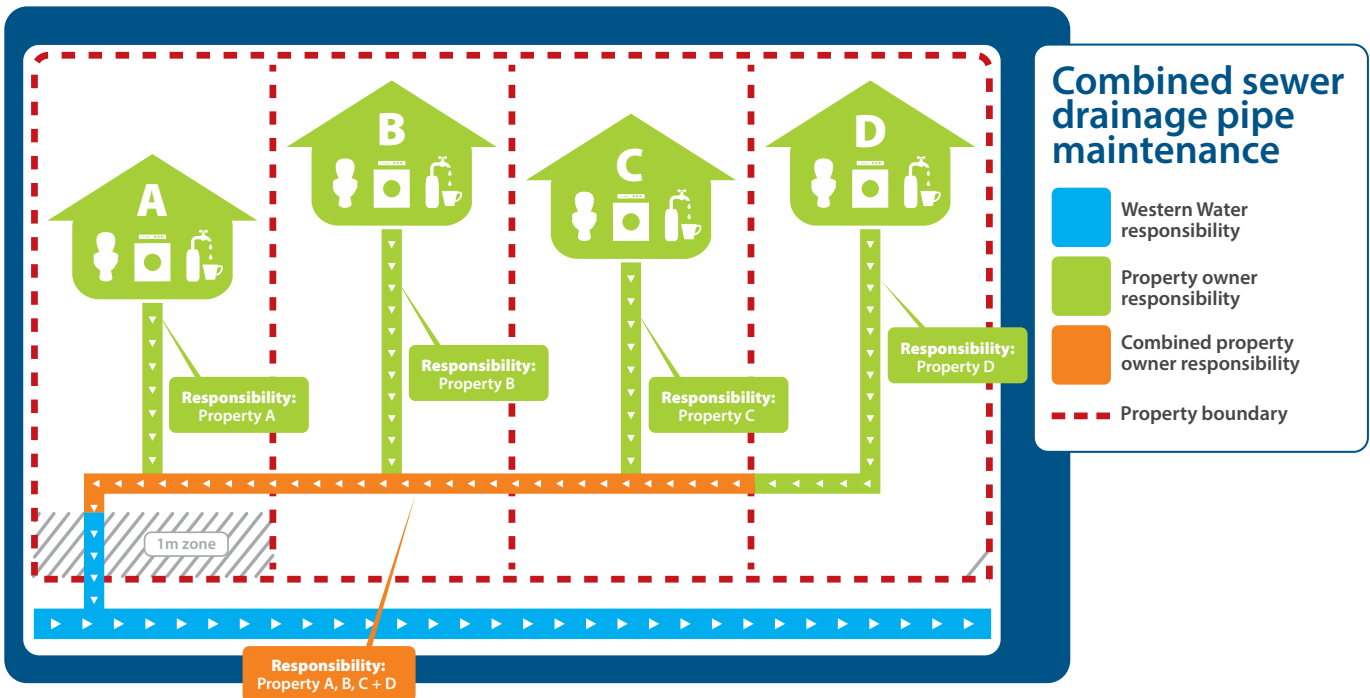 A
B
C
D
Responsibility:
Property A
Responsibility:
Property B
Responsibility:
Property C
Responsibility:
Property D
1m zone
Responsibility:
Property A, B, C + D
Combined sewer
drainage pipe
maintenance
Western Water
responsibility
Property owner
responsibility
Combined property
owner responsibility
Property boundary